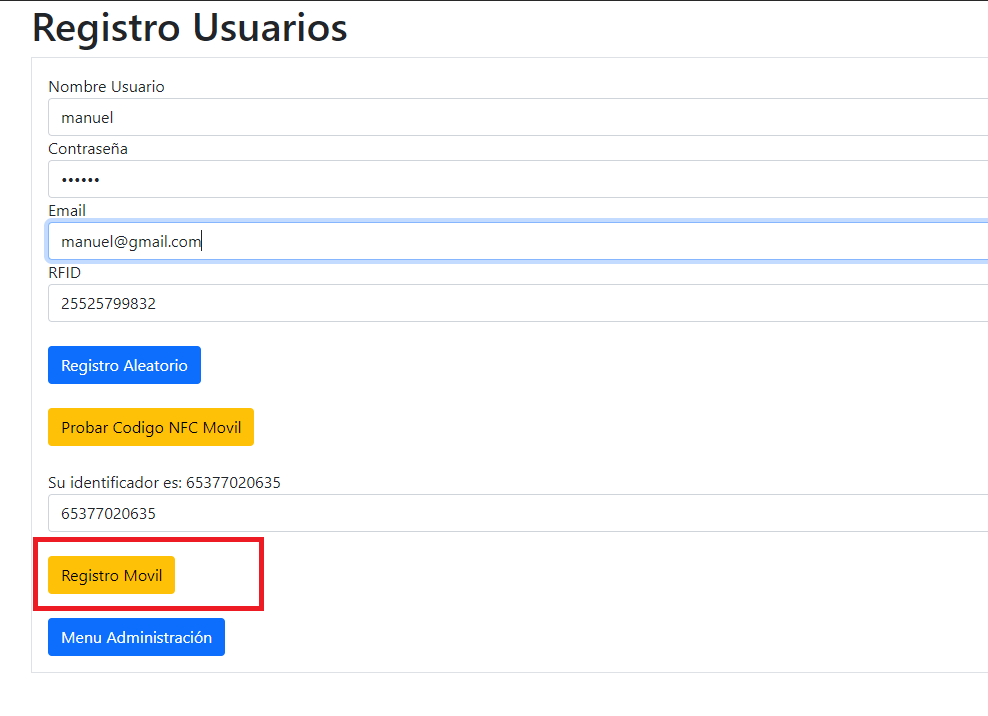 Registro Usuarios
Nombre Usuario
manuel
Contraseña
••••••
Email
manuel@gmail.com
RFID
25525799832
Registro Aleatorio
Probar Codigo NFC Movil
Su identificador es: 65377020635
65377020635
Registro Movil
Menu Administración